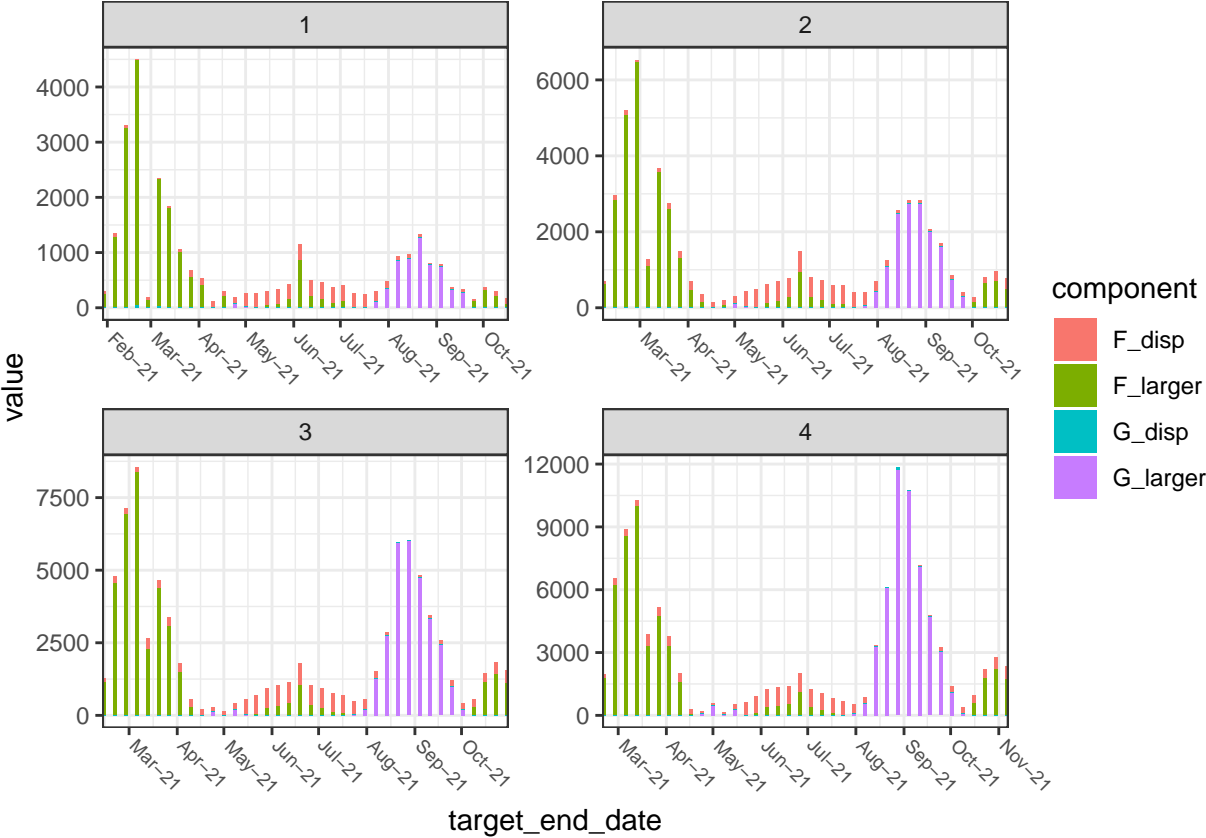 1
2
4000
3000
2000
1000
0
6000
4000
2000
0
Feb−21
Mar−21
Apr−21
May−21
Jun−21
Jul−21
Aug−21
Sep−21
Oct−21
Mar−21
Apr−21
May−21
Jun−21
Jul−21
Aug−21
Sep−21
Oct−21
value
3
4
7500
5000
2500
0
12000
9000
6000
3000
0
Mar−21
Apr−21
May−21
Jun−21
Jul−21
Aug−21
Sep−21
Oct−21
Mar−21
Apr−21
May−21
Jun−21
Jul−21
Aug−21
Sep−21
Oct−21
Nov−21
target_end_date
component
F_disp
F_larger
G_disp
G_larger